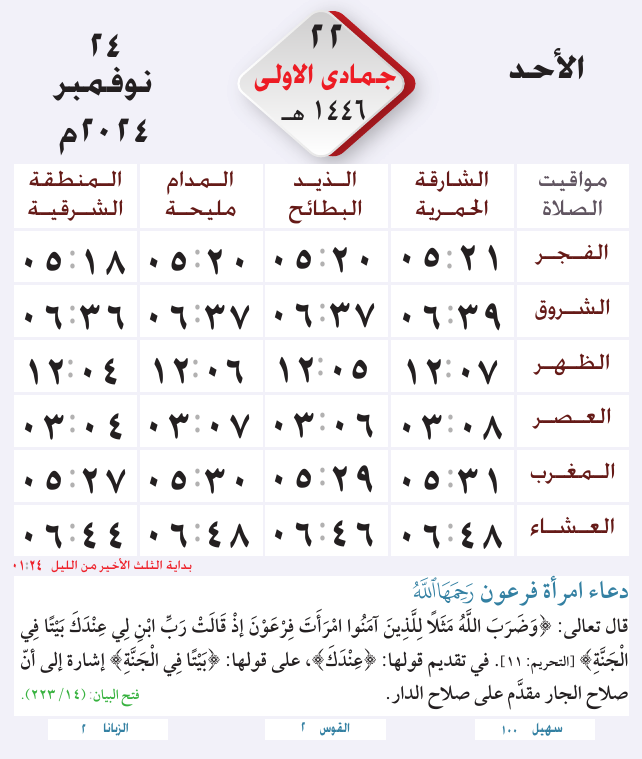 الأحد
٢٢
جمادى الاولى
١٤٤٦ هـ
٢٤
نوفمبر
٢٠٢٤م
مواقيت الصلاة | الشارقة الحمرية | الذيد البطائح | المدام مليحة | المنطقة الشرقية
الفجر ٠٥:٢١ ٠٥:٢٠ ٠٥:٢٠ ٠٥:١٨
الشروق ٠٦:٣٩ ٠٦:٣٧ ٠٦:٣٧ ٠٦:٣٦
الظهر ١٢:٠٧ ١٢:٠٥ ١٢:٠٦ ١٢:٠٤
العصر ٠٣:٠٨ ٠٣:٠٦ ٠٣:٠٧ ٠٣:٠٤
المغرب ٠٥:٣١ ٠٥:٢٩ ٠٥:٣٠ ٠٥:٢٧
العشاء ٠٦:٤٨ ٠٦:٤٦ ٠٦:٤٨ ٠٦:٤٤
بداية الثلث الأخير من الليل ٠١:٢٤
دعاء امرأة فرعون رَحِمَهَا اللَّهُ
قال تعالى: ﴿وَضَرَبَ اللَّهُ مَثَلًا لِلَّذِينَ آمَنُوا امْرَأَتَ فِرْعَوْنَ إِذْ قَالَتْ رَبِّ ابْنِ لِي عِنْدَكَ بَيْتًا فِي
الْجَنَّةِ﴾ [التحريم: ١١]. في تقديم قولها: ﴿عِنْدَكَ﴾، على قولها: ﴿بَيْتًا فِي الْجَنَّةِ﴾ إشارة إلى أنّ
صلاح الجار مقدَّم على صلاح الدار. فتح البيان: (١٤/ ٢٢٣).
سهيل ١٠٠
القوس ٢
الزبانا ٢